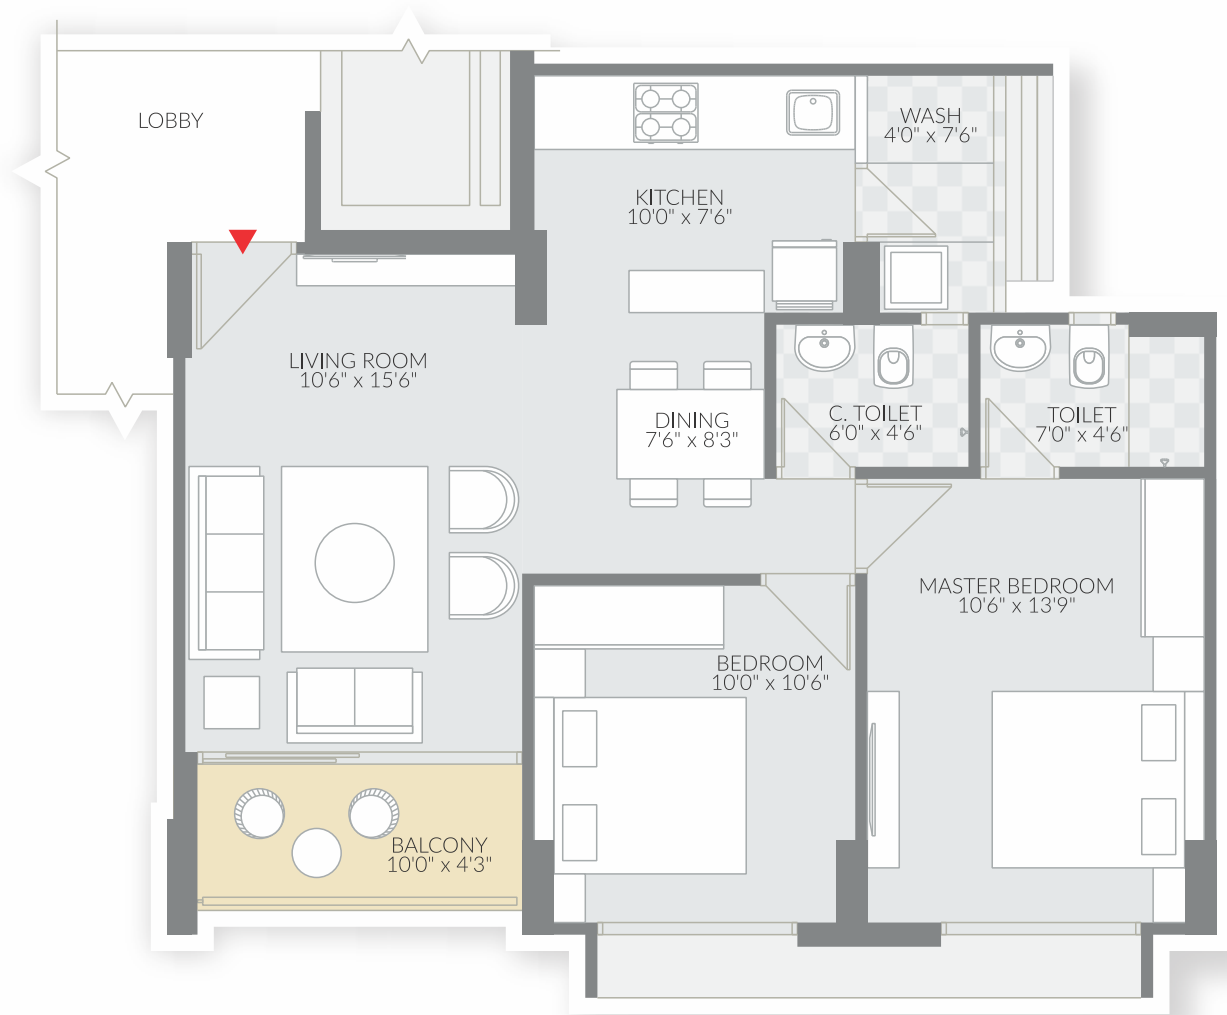 LOBBY
WASH
4'0" x 7'6"
KITCHEN
10'0" x 7'6"
LIVING ROOM
10'6" x 15'6"
DINING
7'6" x 8'3"
C. TOILET
6'0" x 4'6"
TOILET
7'0" x 4'6"
MASTER BEDROOM
10'6" x 13'9"
BEDROOM
10'0" x 10'6"
BALCONY
10'0" x 4'3"